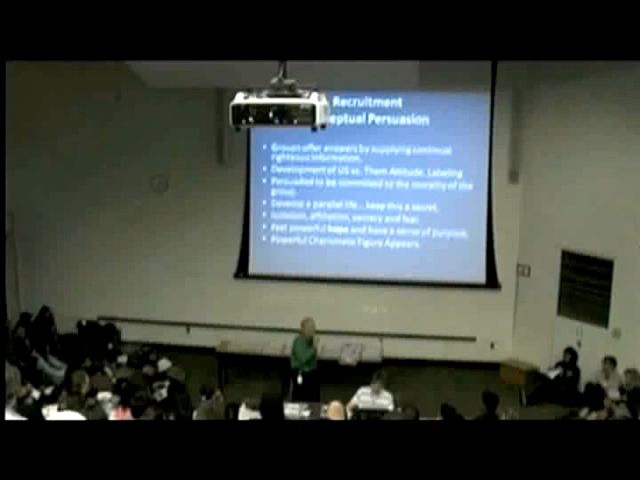 Recruitment
eptual Persuasion
• Groups offer answers by supplying continual
righteous information.
• Development of US vs. Them Attitude. Labeling
• Persuaded to be committed to the morality of the
group.
• Develop a parallel life... keep this a secret.
• Isolation, affiliation, secrecy and fear.
• Feel powerful hope and have a sense of purpose.
• Powerful Charismatic Figure Appears.